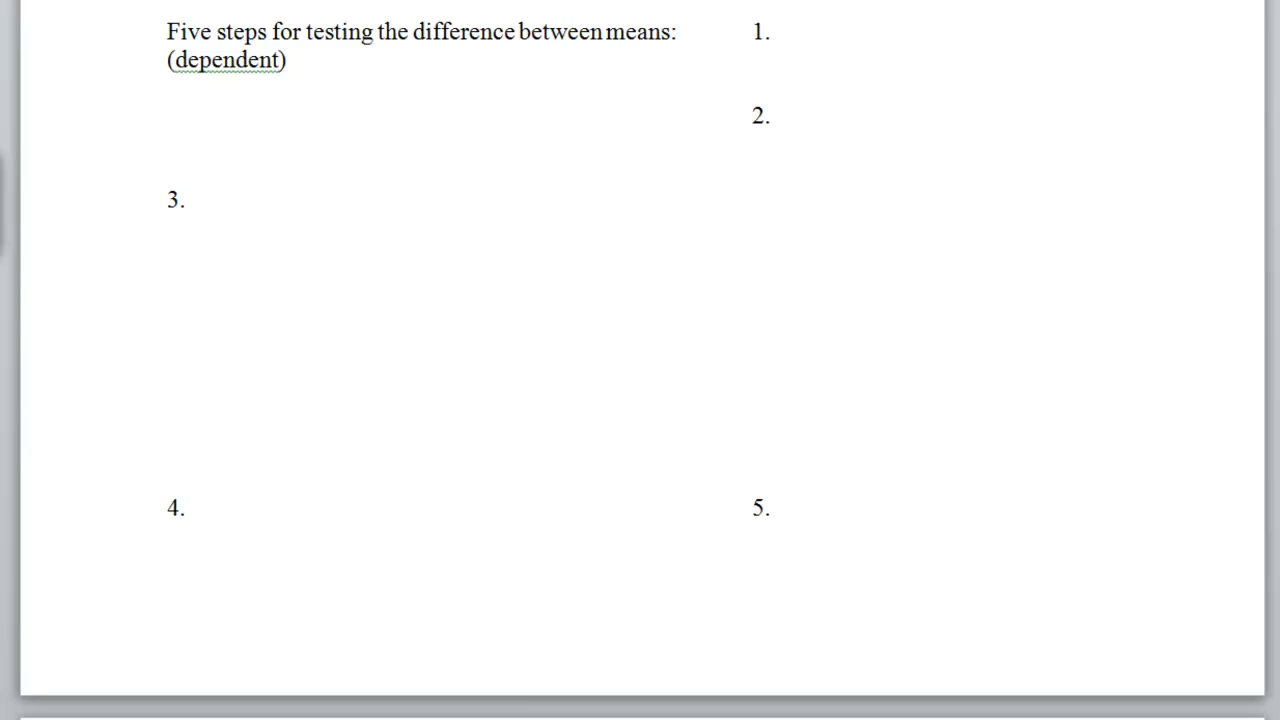 Five steps for testing the difference between means:
(dependent)
1.
2.
3.
4.
5.